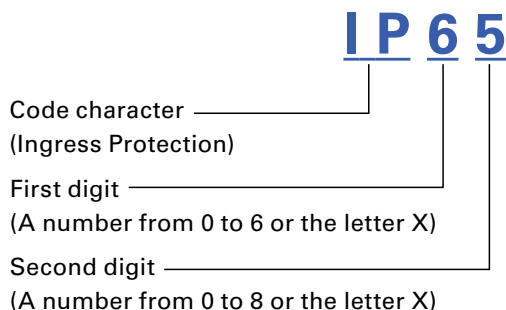 IP65
Code character
(Ingress Protection)
First digit
(A number from 0 to 6 or the letter X)
Second digit
(A number from 0 to 8 or the letter X)